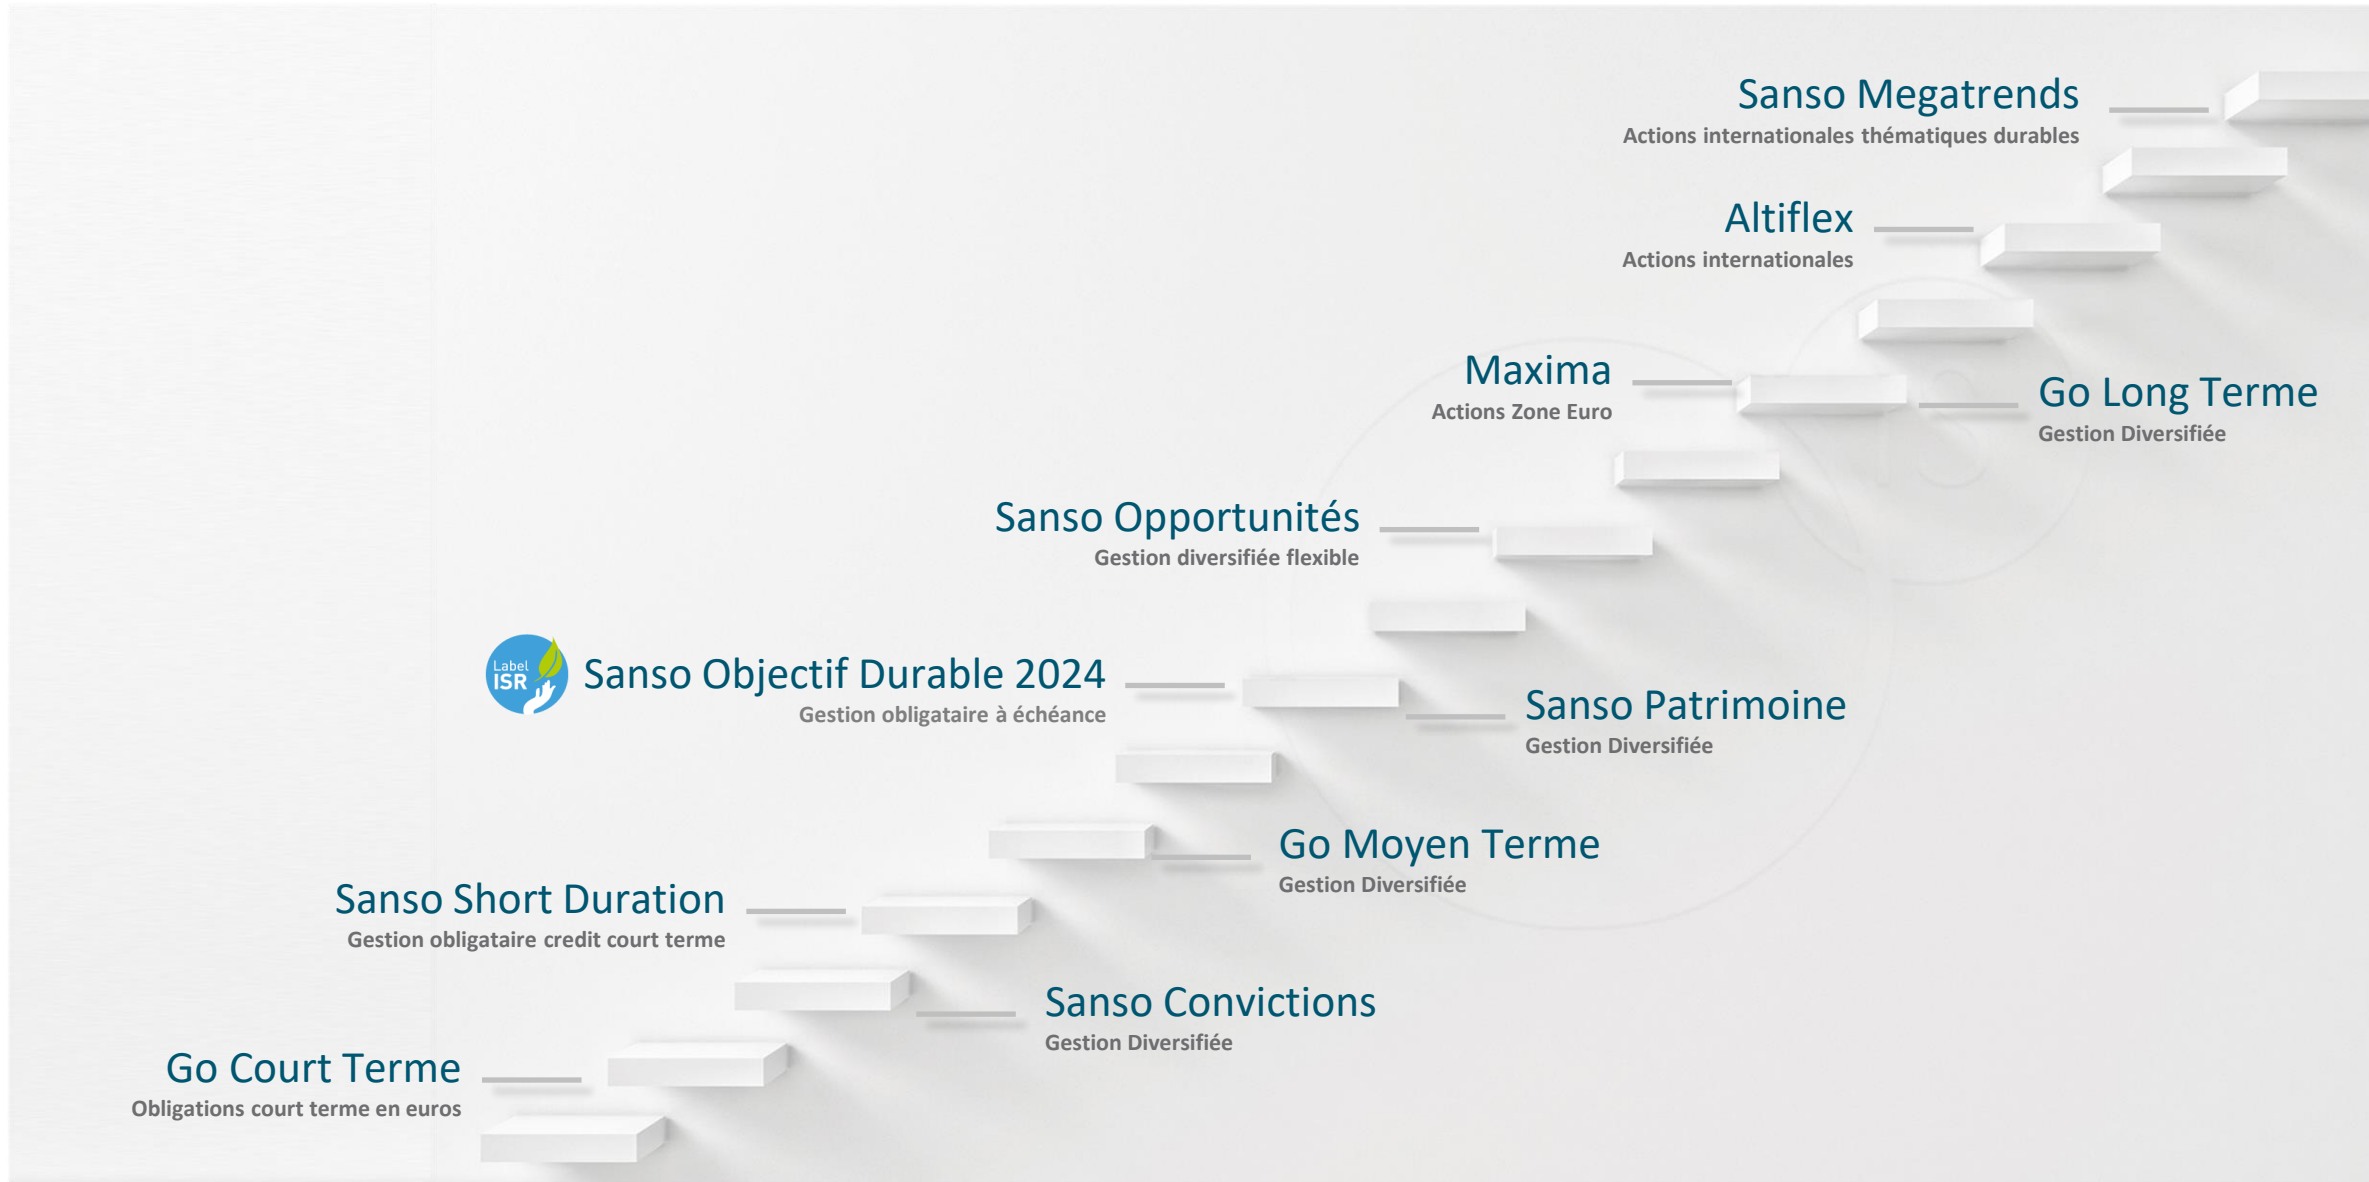 Sanso Megatrends
Actions internationales thématiques durables
Altiflex
Actions internationales
Maxima
Actions Zone Euro
Go Long Terme
Gestion Diversifiée
Sanso Opportunités
Gestion diversifiée flexible
Label
ISR
Sanso Objectif Durable 2024
Gestion obligataire à échéance
Sanso Patrimoine
Gestion Diversifiée
Go Moyen Terme
Gestion Diversifiée
Sanso Short Duration
Gestion obligataire credit court terme
Sanso Convictions
Gestion Diversifiée
Go Court Terme
Obligations court terme en euros